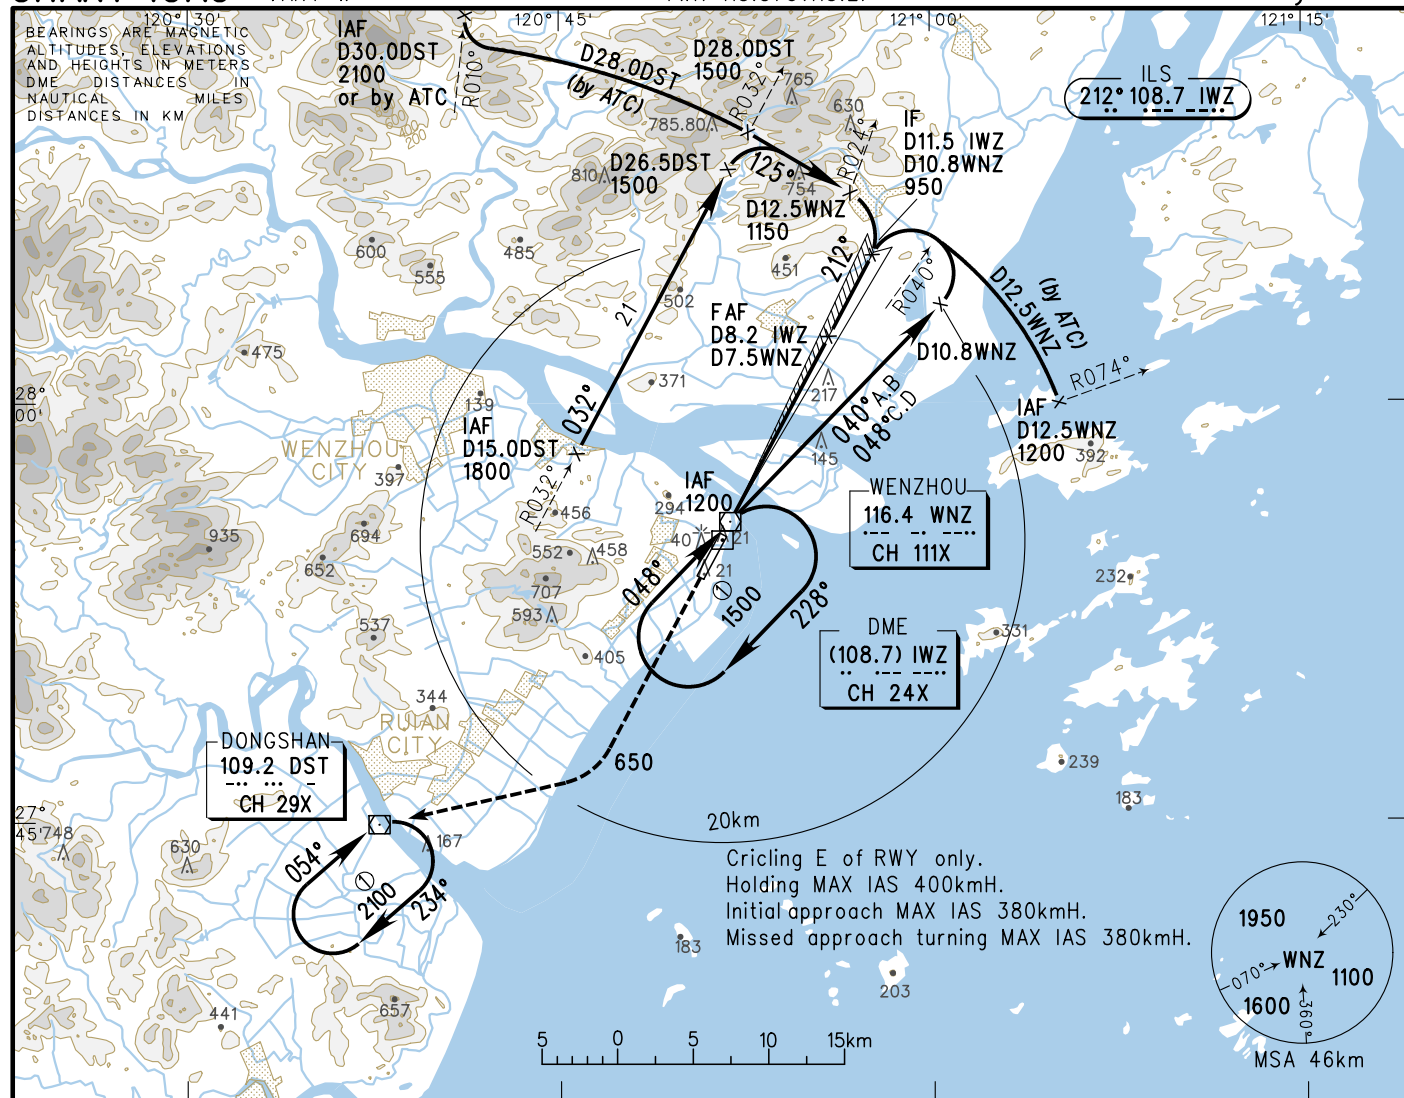 120° 30'
120° 45'
121° 00'
121° 15'
BEARINGS ARE MAGNETIC
ALTITUDES, ELEVATIONS
AND HEIGHTS IN METERS
DME DISTANCES IN
NAUTICAL MILES
DISTANCES IN KM
IAF
D30.0DST
2100
or by ATC
R010°
D28.0DST
(by ATC)
D28.0DST
1500
R032°
765
630
785.80
ILS
212° 108.7 IWZ
IF
D11.5 IWZ
D10.8WNZ
950
R024°
810
D26.5DST
1500
125°
754
D12.5WNZ
1150
600
555
485
451
212°
R040°
D12.5WNZ
(by ATC)
502
21
FAF
D8.2 IWZ
D7.5WNZ
D10.8WNZ
475
371
217
R074°
28°
00'
139
032°
IAF
D15.0DST
1800
040° A.B
048° C.D
IAF
D12.5WNZ
1200
392
WENZHOU
CITY
397
145
R032°
IAF
1200
294
456
407
21
WENZHOU
116.4 WNZ
CH 111X
935
694
652
552
458
707
593
21
048°
1500
228°
232
DME
(108.7) IWZ
CH 24X
331
537
405
344
RUIAN
CITY
DONGSHAN
109.2 DST
CH 29X
650
239
183
27°
45'
748
630
167
20km
054°
2100
234°
Cricling E of RWY only.
Holding MAX IAS 400kmH.
Initial approach MAX IAS 380kmH.
Missed approach turning MAX IAS 380kmH.
183
203
657
441
1950
230°
WNZ
070°
1100
1600
360°
MSA 46km
5 0 5 10 15km